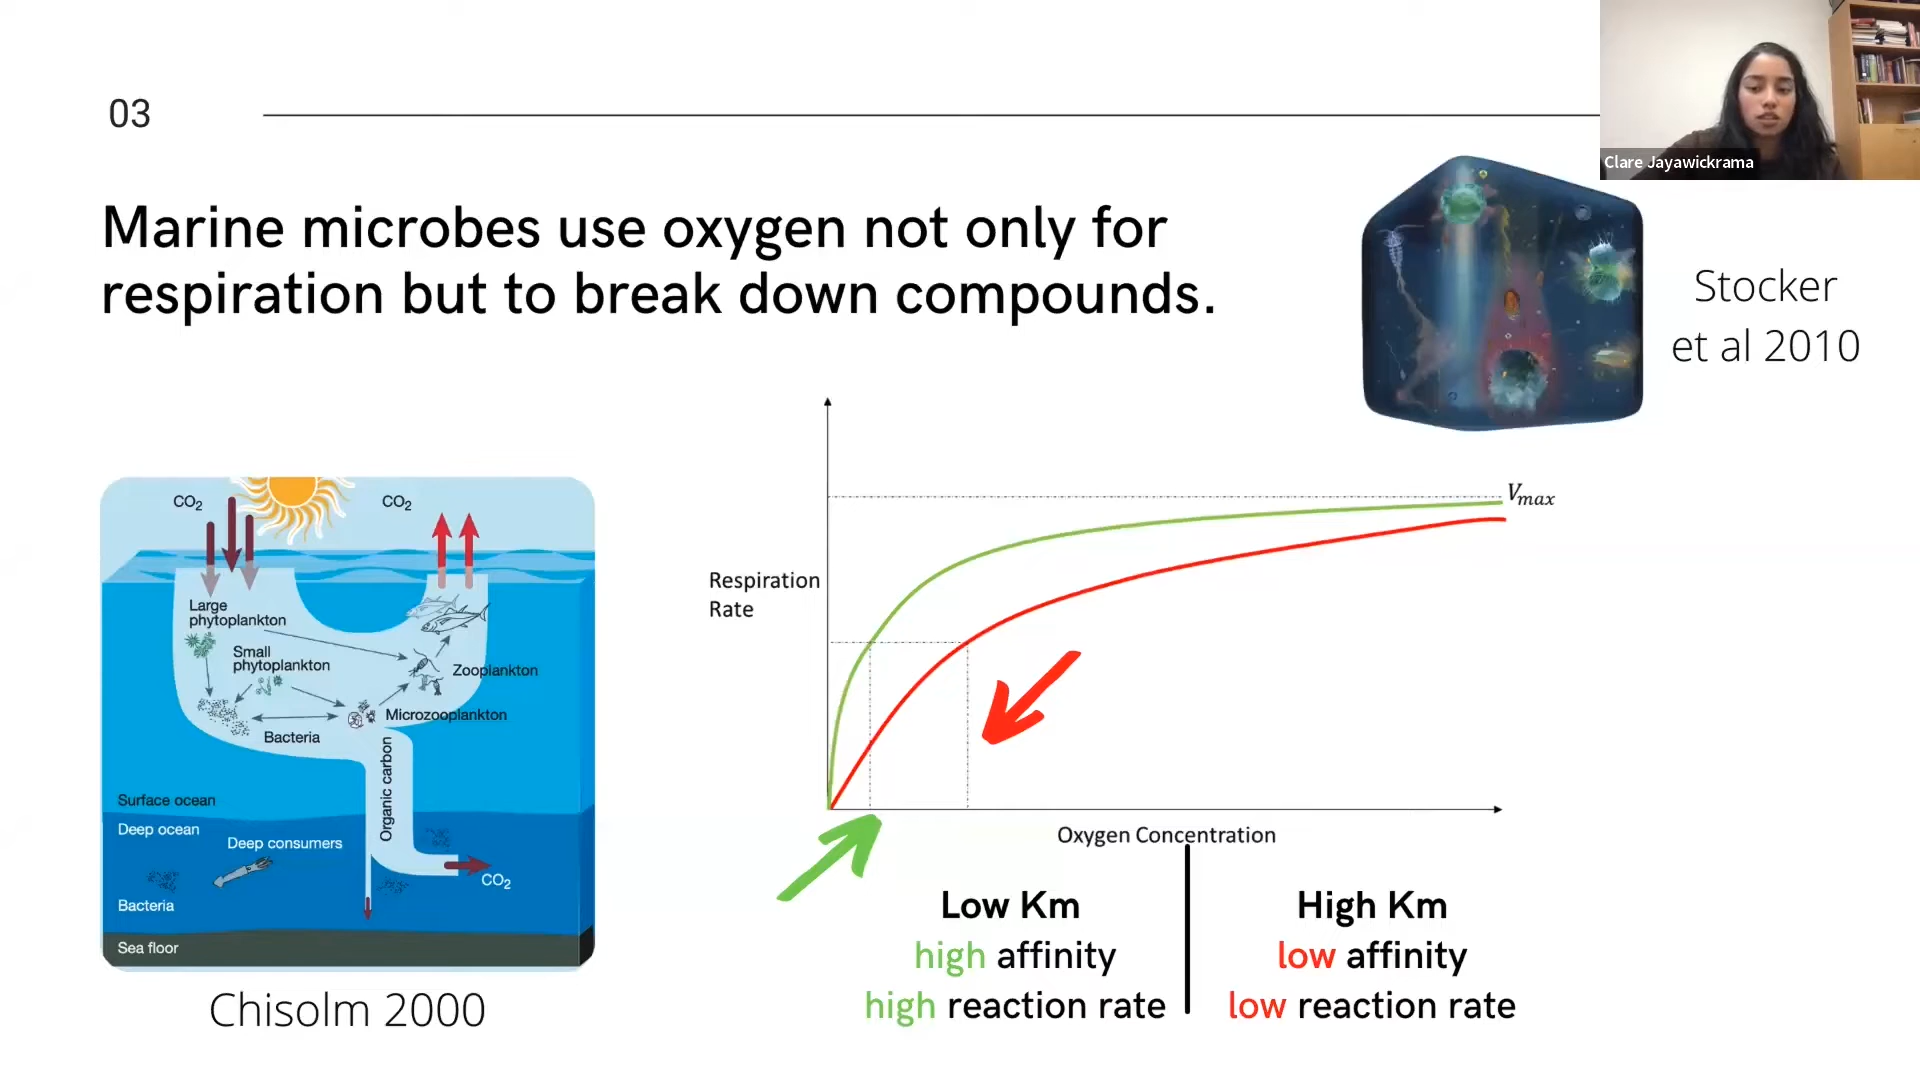 03
Clare Jayawickrama
Marine microbes use oxygen not only for
respiration but to break down compounds.
Stocker
et al 2010
CO2
CO2
Large
phytoplankton
Small
phytoplankton
Zooplankton
Microzooplankton
Bacteria
Organic carbon
Surface ocean
Deep ocean
Deep consumers
CO2
Bacteria
Sea floor
Chisolm 2000
Vmax
Respiration
Rate
Oxygen Concentration
Low Km
high affinity
high reaction rate
High Km
low affinity
low reaction rate